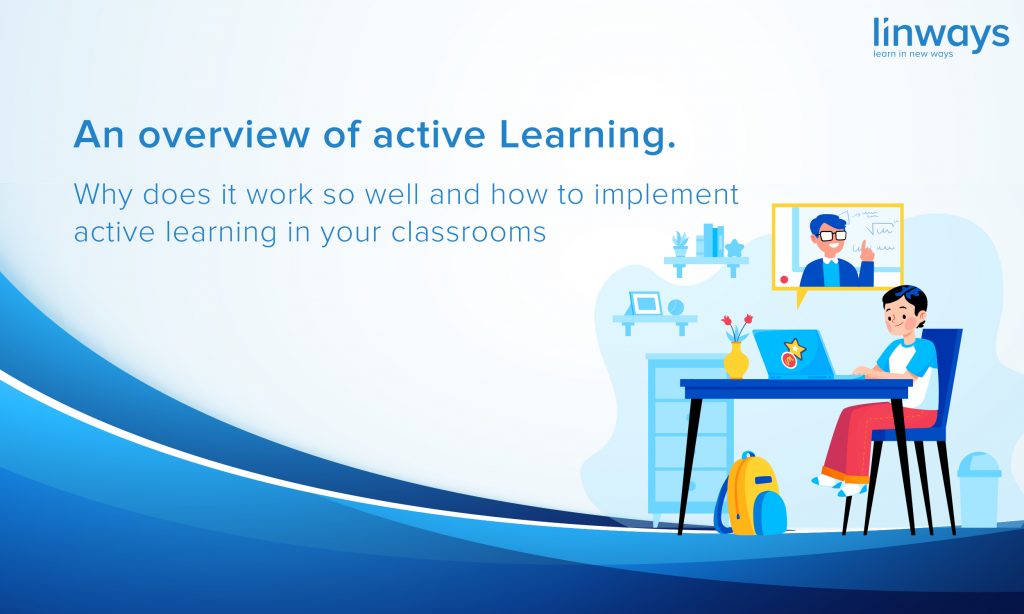 linways
learn in new ways
An overview of active Learning.
Why does it work so well and how to implement
active learning in your classrooms